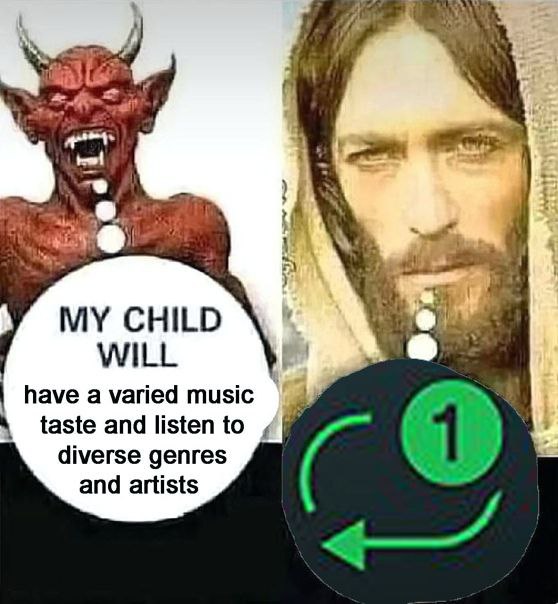 MY CHILD
WILL
have a varied music
taste and listen to
diverse genres
and artists
1